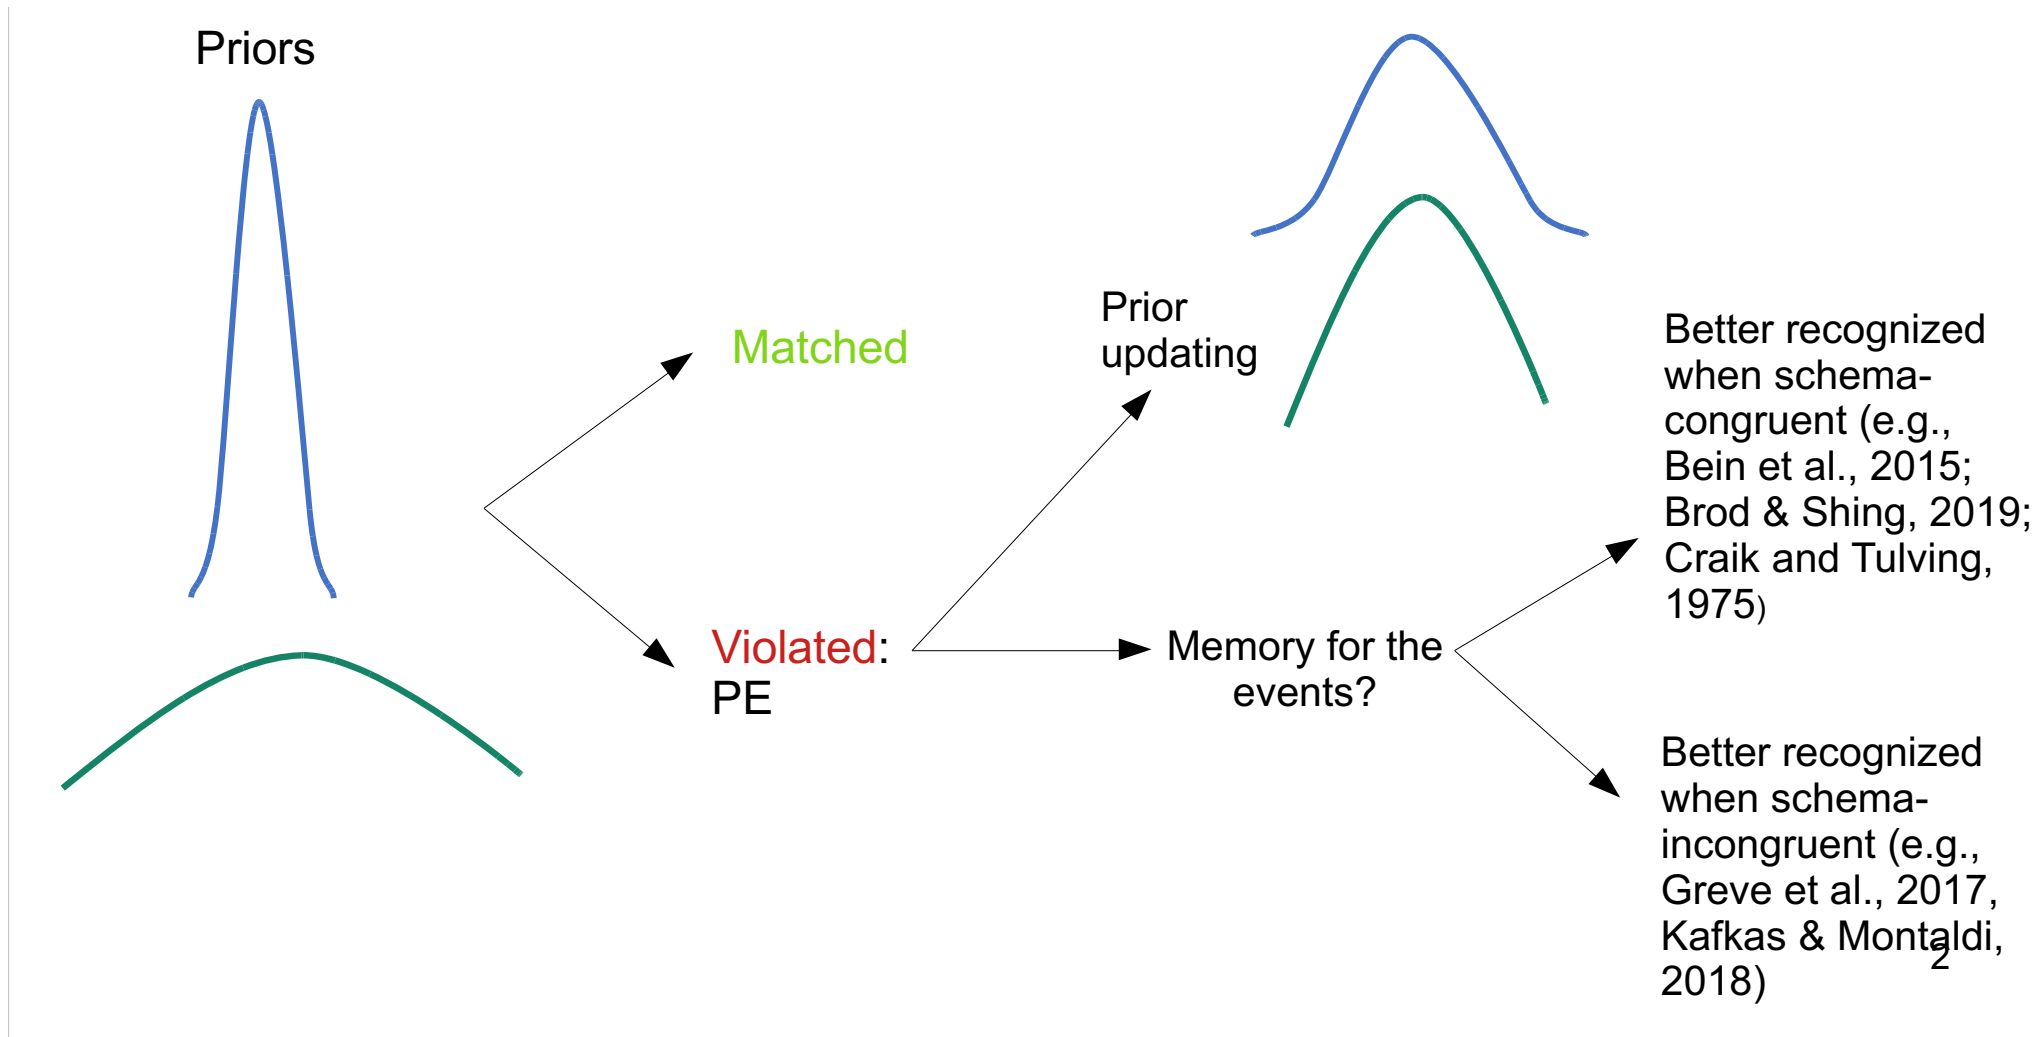 Priors
Matched
Violated:
PE
Prior
updating
Memory for the
events?
Better recognized
when schema-
congruent (e.g.,
Bein et al., 2015;
Brod & Shing, 2019;
Craik and Tulving,
1975)
Better recognized
when schema-
incongruent (e.g.,
Greve et al., 2017,
Kafkas & Montaldi,
2018)
2